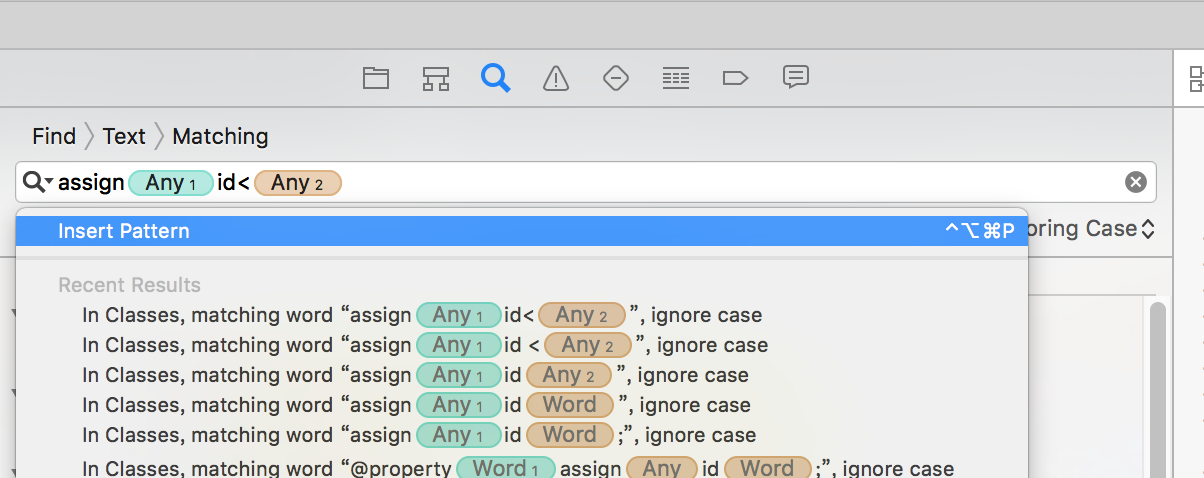 Find Text Matching
assign Any 1 id< Any 2
Insert Pattern ^⌥⌘P
oring Case
Recent Results
In Classes, matching word “assign Any 1 id< Any 2 ”, ignore case
In Classes, matching word “assign Any 1 id < Any 2 ”, ignore case
In Classes, matching word “assign Any 1 id Any 2 ”, ignore case
In Classes, matching word “assign Any 1 id Word ”, ignore case
In Classes, matching word “assign Any 1 id Word ;”, ignore case
In Classes, matching word “@property Word 1 assign Any id Word ;”, ignore case